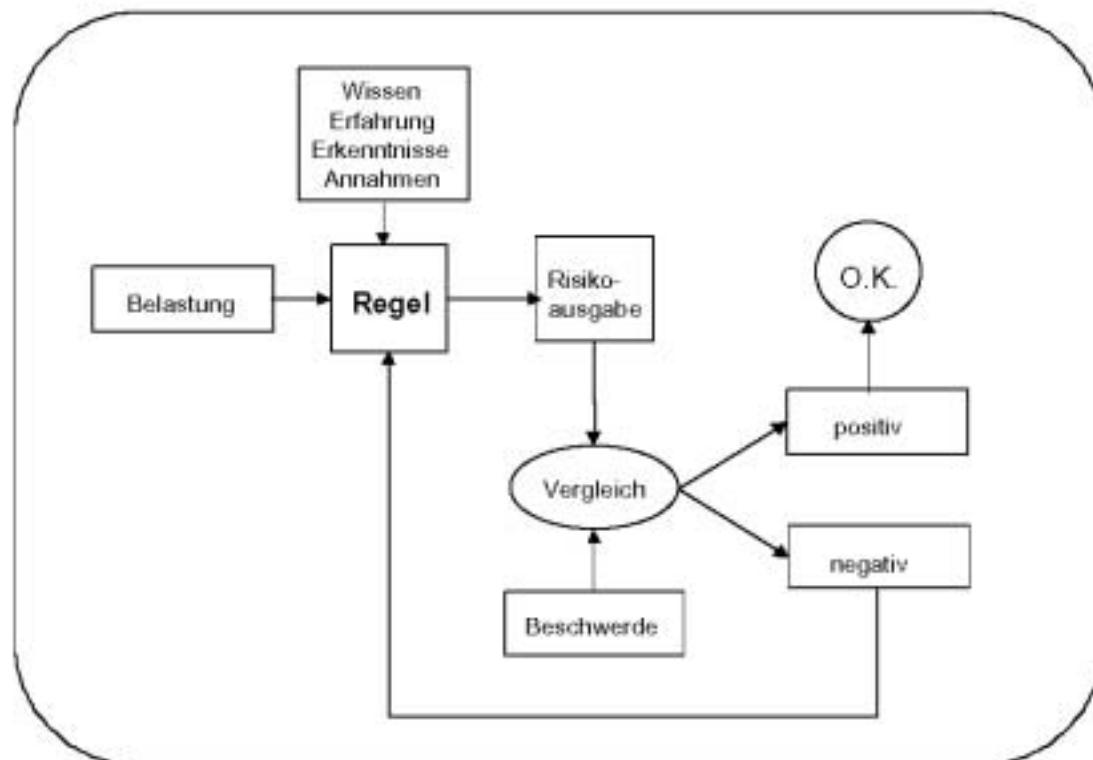 Wissen
Erfahrung
Erkenntnisse
Annahmen
Belastung
Regel
Risiko-
ausgabe
O.K.
positiv
Vergleich
negativ
Beschwerde